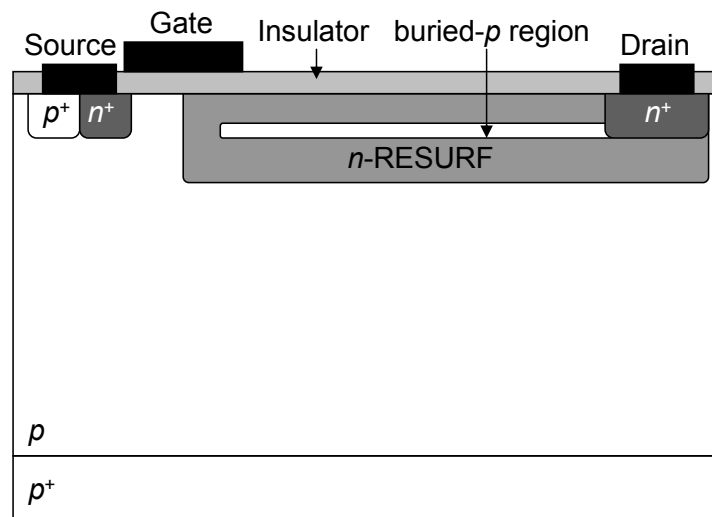 Source
Gate
Insulator
buried-p region
Drain
p+
n+
n+
n-RESURF
p
p+